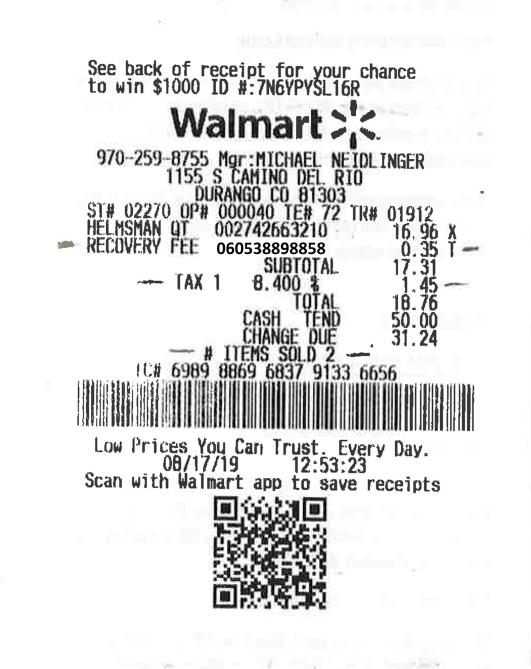 See back of receipt for your chance
to win $1000 ID #:7N6YPYSL16R
Walmart
970-259-8755 Mgr:MICHAEL NEIDLINGER
1155 S CAMINO DEL RIO
DURANGO CO 81303
ST# 02270 OP# 000040 TE# 72 TR# 01912
HELMSMAN QT 002742663210 16.96 X
RECOVERY FEE 060538898858 0.35 T
SUBTOTAL 17.31
TAX 1 8.400 % 1.45
TOTAL 18.76
CASH TEND 50.00
CHANGE DUE 31.24
# ITEMS SOLD 2
TC# 6989 8869 6837 9133 6656
Low Prices You Can Trust. Every Day.
08/17/19 12:53:23
Scan with Walmart app to save receipts